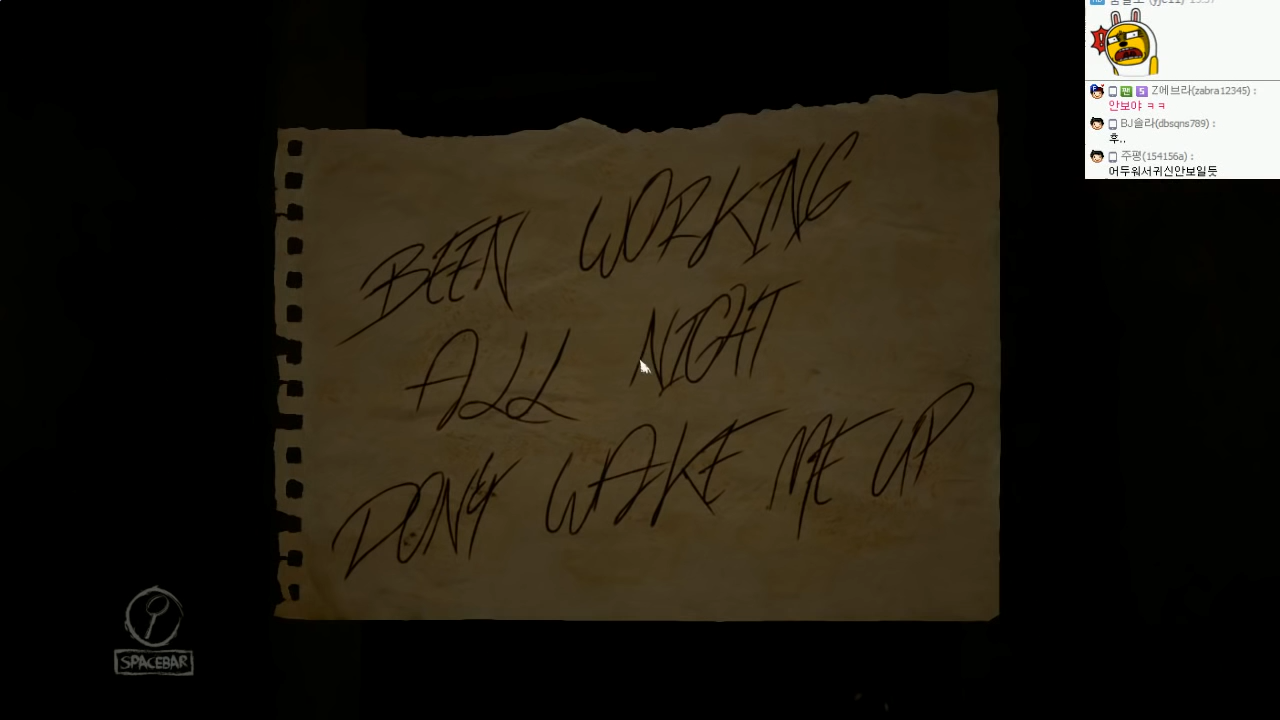 BEEN WORKING
ALL NIGHT
DON'T WAKE ME UP
SPACEBAR
팬 S Z에브라(zabra12345) :
안보야 ㅋㅋ
BJ솔라(dbsqns789) :
후..
주평(154156a) :
어두워서귀신안보일듯